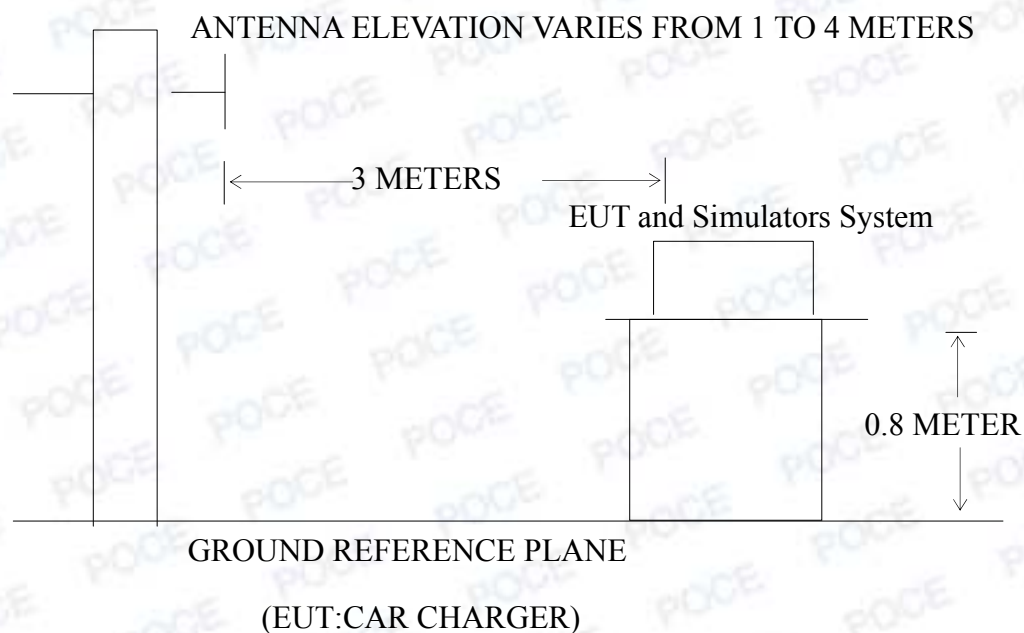 ANTENNA ELEVATION VARIES FROM 1 TO 4 METERS
3 METERS
EUT and Simulators System
0.8 METER
GROUND REFERENCE PLANE
(EUT:CAR CHARGER)
POCE